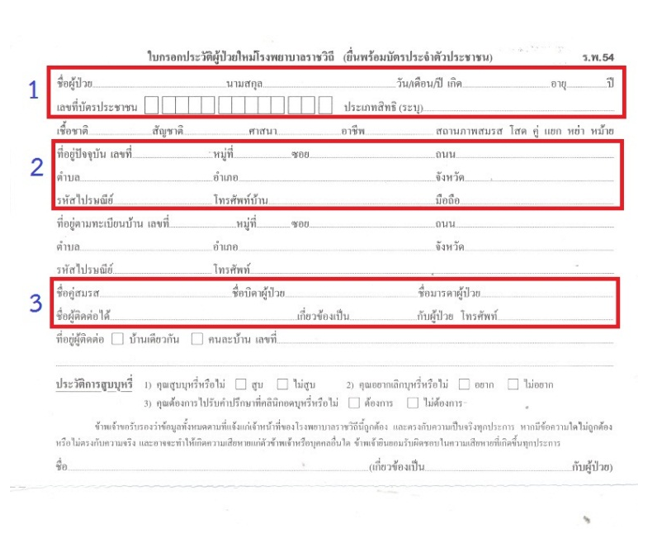 ใบกรอกประวัติผู้ป่วยใหม่โรงพยาบาลราชวิถี (ยื่นพร้อมบัตรประจำตัวประชาชน) ร.พ.54
1
ชื่อผู้ป่วย นามสกุล วัน/เดือน/ปี เกิด อายุ ปี
เลขที่บัตรประชาชน ประเภทสิทธิ (ระบุ)
เชื้อชาติ สัญชาติ ศาสนา อาชีพ สถานภาพสมรส โสด คู่ แยก หย่า หม้าย
2
ที่อยู่ปัจจุบัน เลขที่ หมู่ที่ ซอย ถนน
ตำบล อำเภอ จังหวัด
รหัสไปรษณีย์ โทรศัพท์บ้าน มือถือ
ที่อยู่ตามทะเบียนบ้าน เลขที่ หมู่ที่ ซอย ถนน
ตำบล อำเภอ จังหวัด
รหัสไปรษณีย์ โทรศัพท์
3
ชื่อคู่สมรส ชื่อบิดาผู้ป่วย ชื่อมารดาผู้ป่วย
ชื่อผู้ติดต่อได้ เกี่ยวข้องเป็น กับผู้ป่วย โทรศัพท์
ที่อยู่ผู้ติดต่อ บ้านเดียวกัน คนละบ้าน เลขที่
ประวัติการสูบบุหรี่ 1) คุณสูบบุหรี่หรือไม่ สูบ ไม่สูบ 2) คุณอยากเลิกบุหรี่หรือไม่ อยาก ไม่อยาก
3) คุณต้องการไปรับคำปรึกษาที่คลินิกอดบุหรี่หรือไม่ ต้องการ ไม่ต้องการ
ข้าพเจ้าขอรับรองว่าข้อมูลทั้งหมดตามที่แจ้งแก่เจ้าหน้าที่ของโรงพยาบาลราชวิถีนี้ถูกต้อง และตรงกับความเป็นจริงทุกประการ หากมีข้อความใดไม่ถูกต้อง
หรือไม่ตรงกับความจริง และอาจจะทำให้เกิดความเสียหายแก่ตัวข้าพเจ้าหรือบุคคลอื่นใด ข้าพเจ้ายินยอมรับผิดชอบในความเสียหายที่เกิดขึ้นทุกประการ
ชื่อ (เกี่ยวข้องเป็น กับผู้ป่วย)